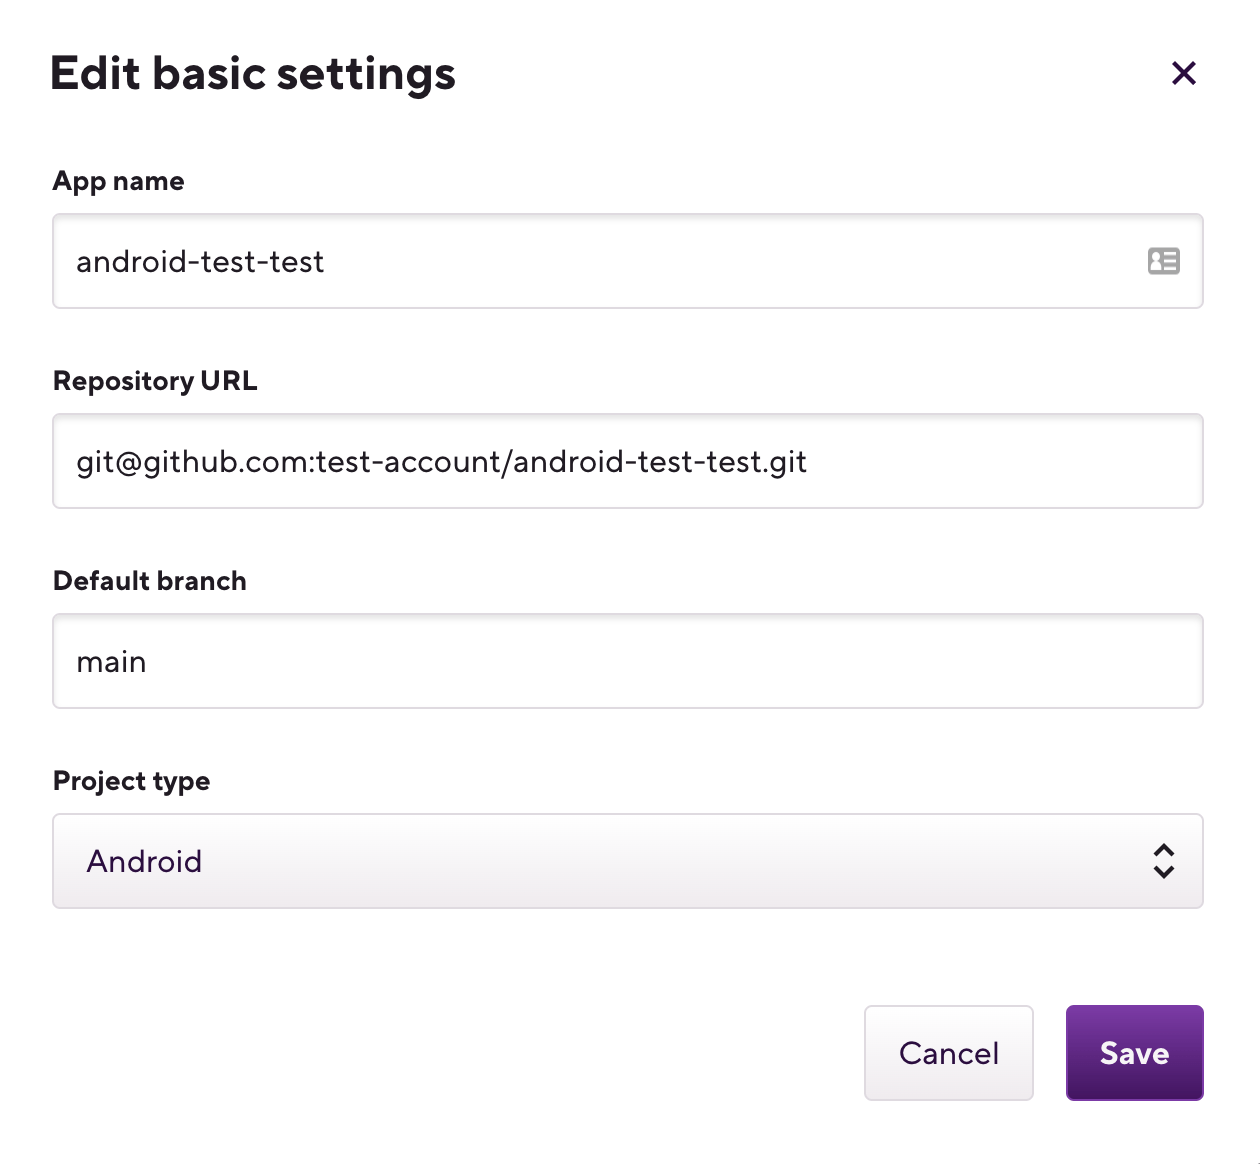 Edit basic settings
App name
android-test-test
Repository URL
git@github.com:test-account/android-test-test.git
Default branch
main
Project type
Android
Cancel
Save